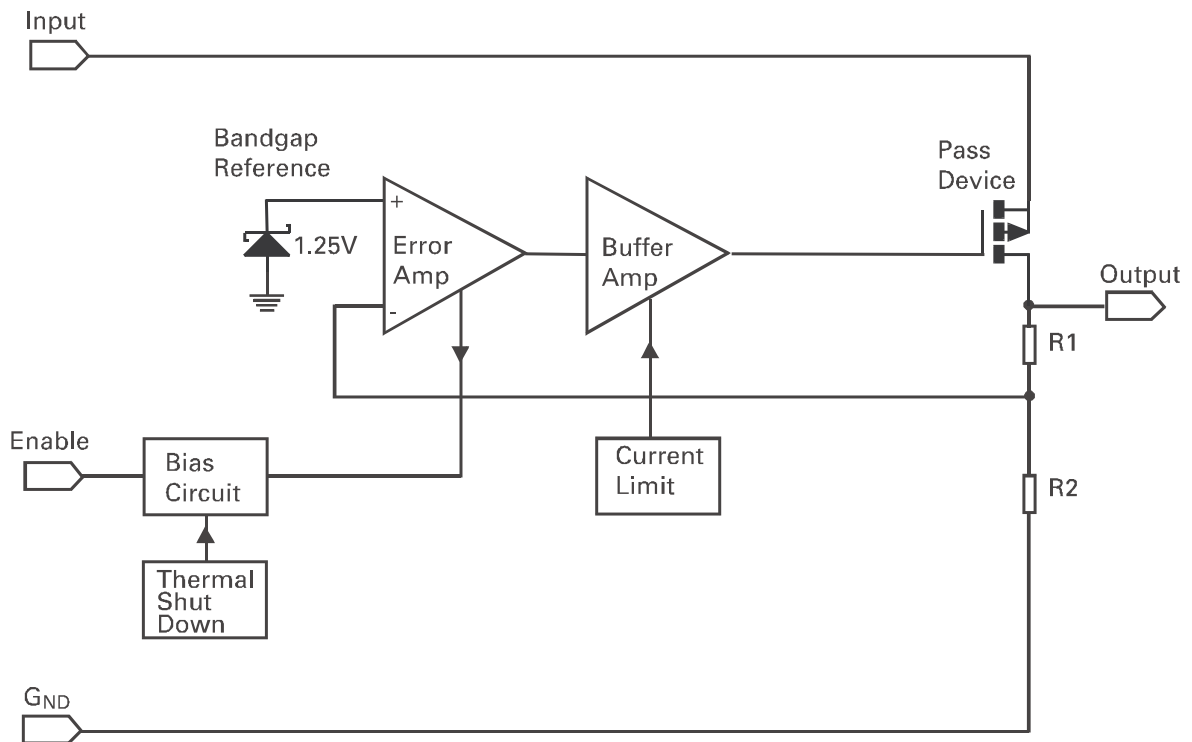 Input
Bandgap
Reference
Pass
Device
+
1.25V
Error
Amp
Buffer
Amp
Output
-
R1
Enable
Bias
Circuit
Current
Limit
R2
Thermal
Shut
Down
GND